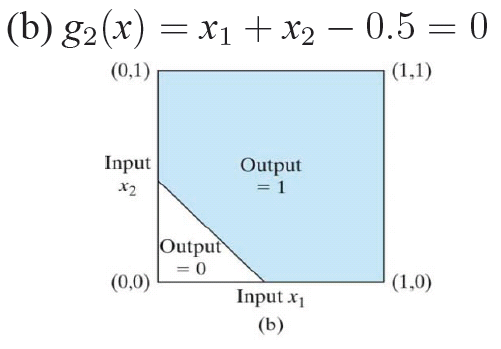 (b) g₂(x) = x₁ + x₂ − 0.5 = 0
(0,1)
(1,1)
Input
x₂
Output
= 1
Output
= 0
(0,0)
(1,0)
Input x₁
(b)